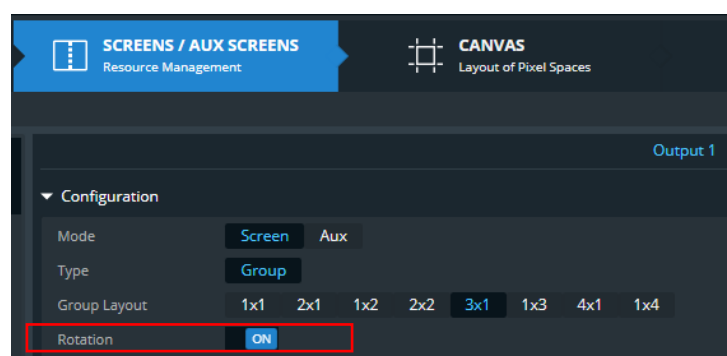 SCREENS / AUX SCREENS
Resource Management
CANVAS
Layout of Pixel Spaces
Output 1
Configuration
Mode Screen Aux
Type Group
Group Layout 1x1 2x1 1x2 2x2 3x1 1x3 4x1 1x4
Rotation ON